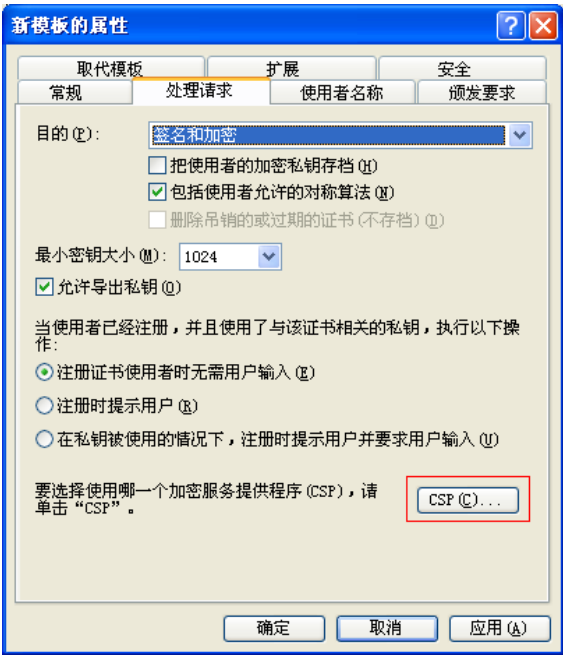 新模板的属性
取代模板 扩展 安全
常规 处理请求 使用者名称 颁发要求
目的(P): 签名和加密
把使用者的加密私钥存档(H)
包括使用者允许的对称算法(N)
删除吊销的或过期的证书(不存档)(D)
最小密钥大小(M): 1024
允许导出私钥(O)
当使用者已经注册，并且使用了与该证书相关的私钥，执行以下操
作:
注册证书使用者时无需用户输入(E)
注册时提示用户(R)
在私钥被使用的情况下，注册时提示用户并要求用户输入(U)
要选择使用哪一个加密服务提供程序(CSP)，请
单击“CSP”。
CSP(C)...
确定 取消 应用(A)